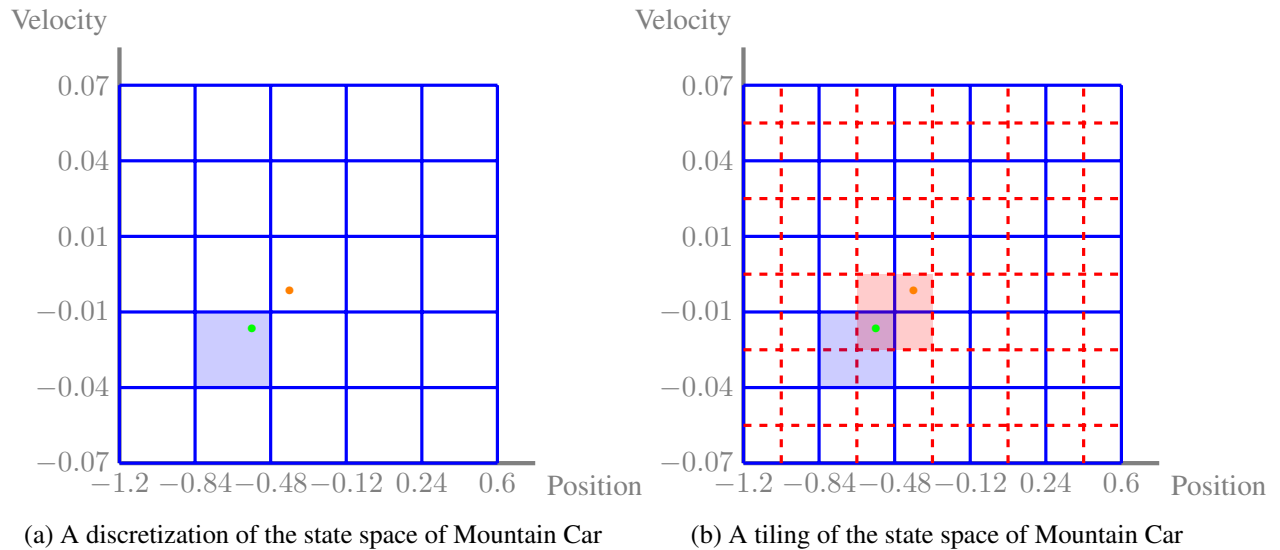 Velocity
0.07
0.04
0.01
−0.01
−0.04
−0.07
−1.2 −0.84 −0.48 −0.12 0.24 0.6
Position
(a) A discretization of the state space of Mountain Car
Velocity
0.07
0.04
0.01
−0.01
−0.04
−0.07
−1.2 −0.84 −0.48 −0.12 0.24 0.6
Position
(b) A tiling of the state space of Mountain Car